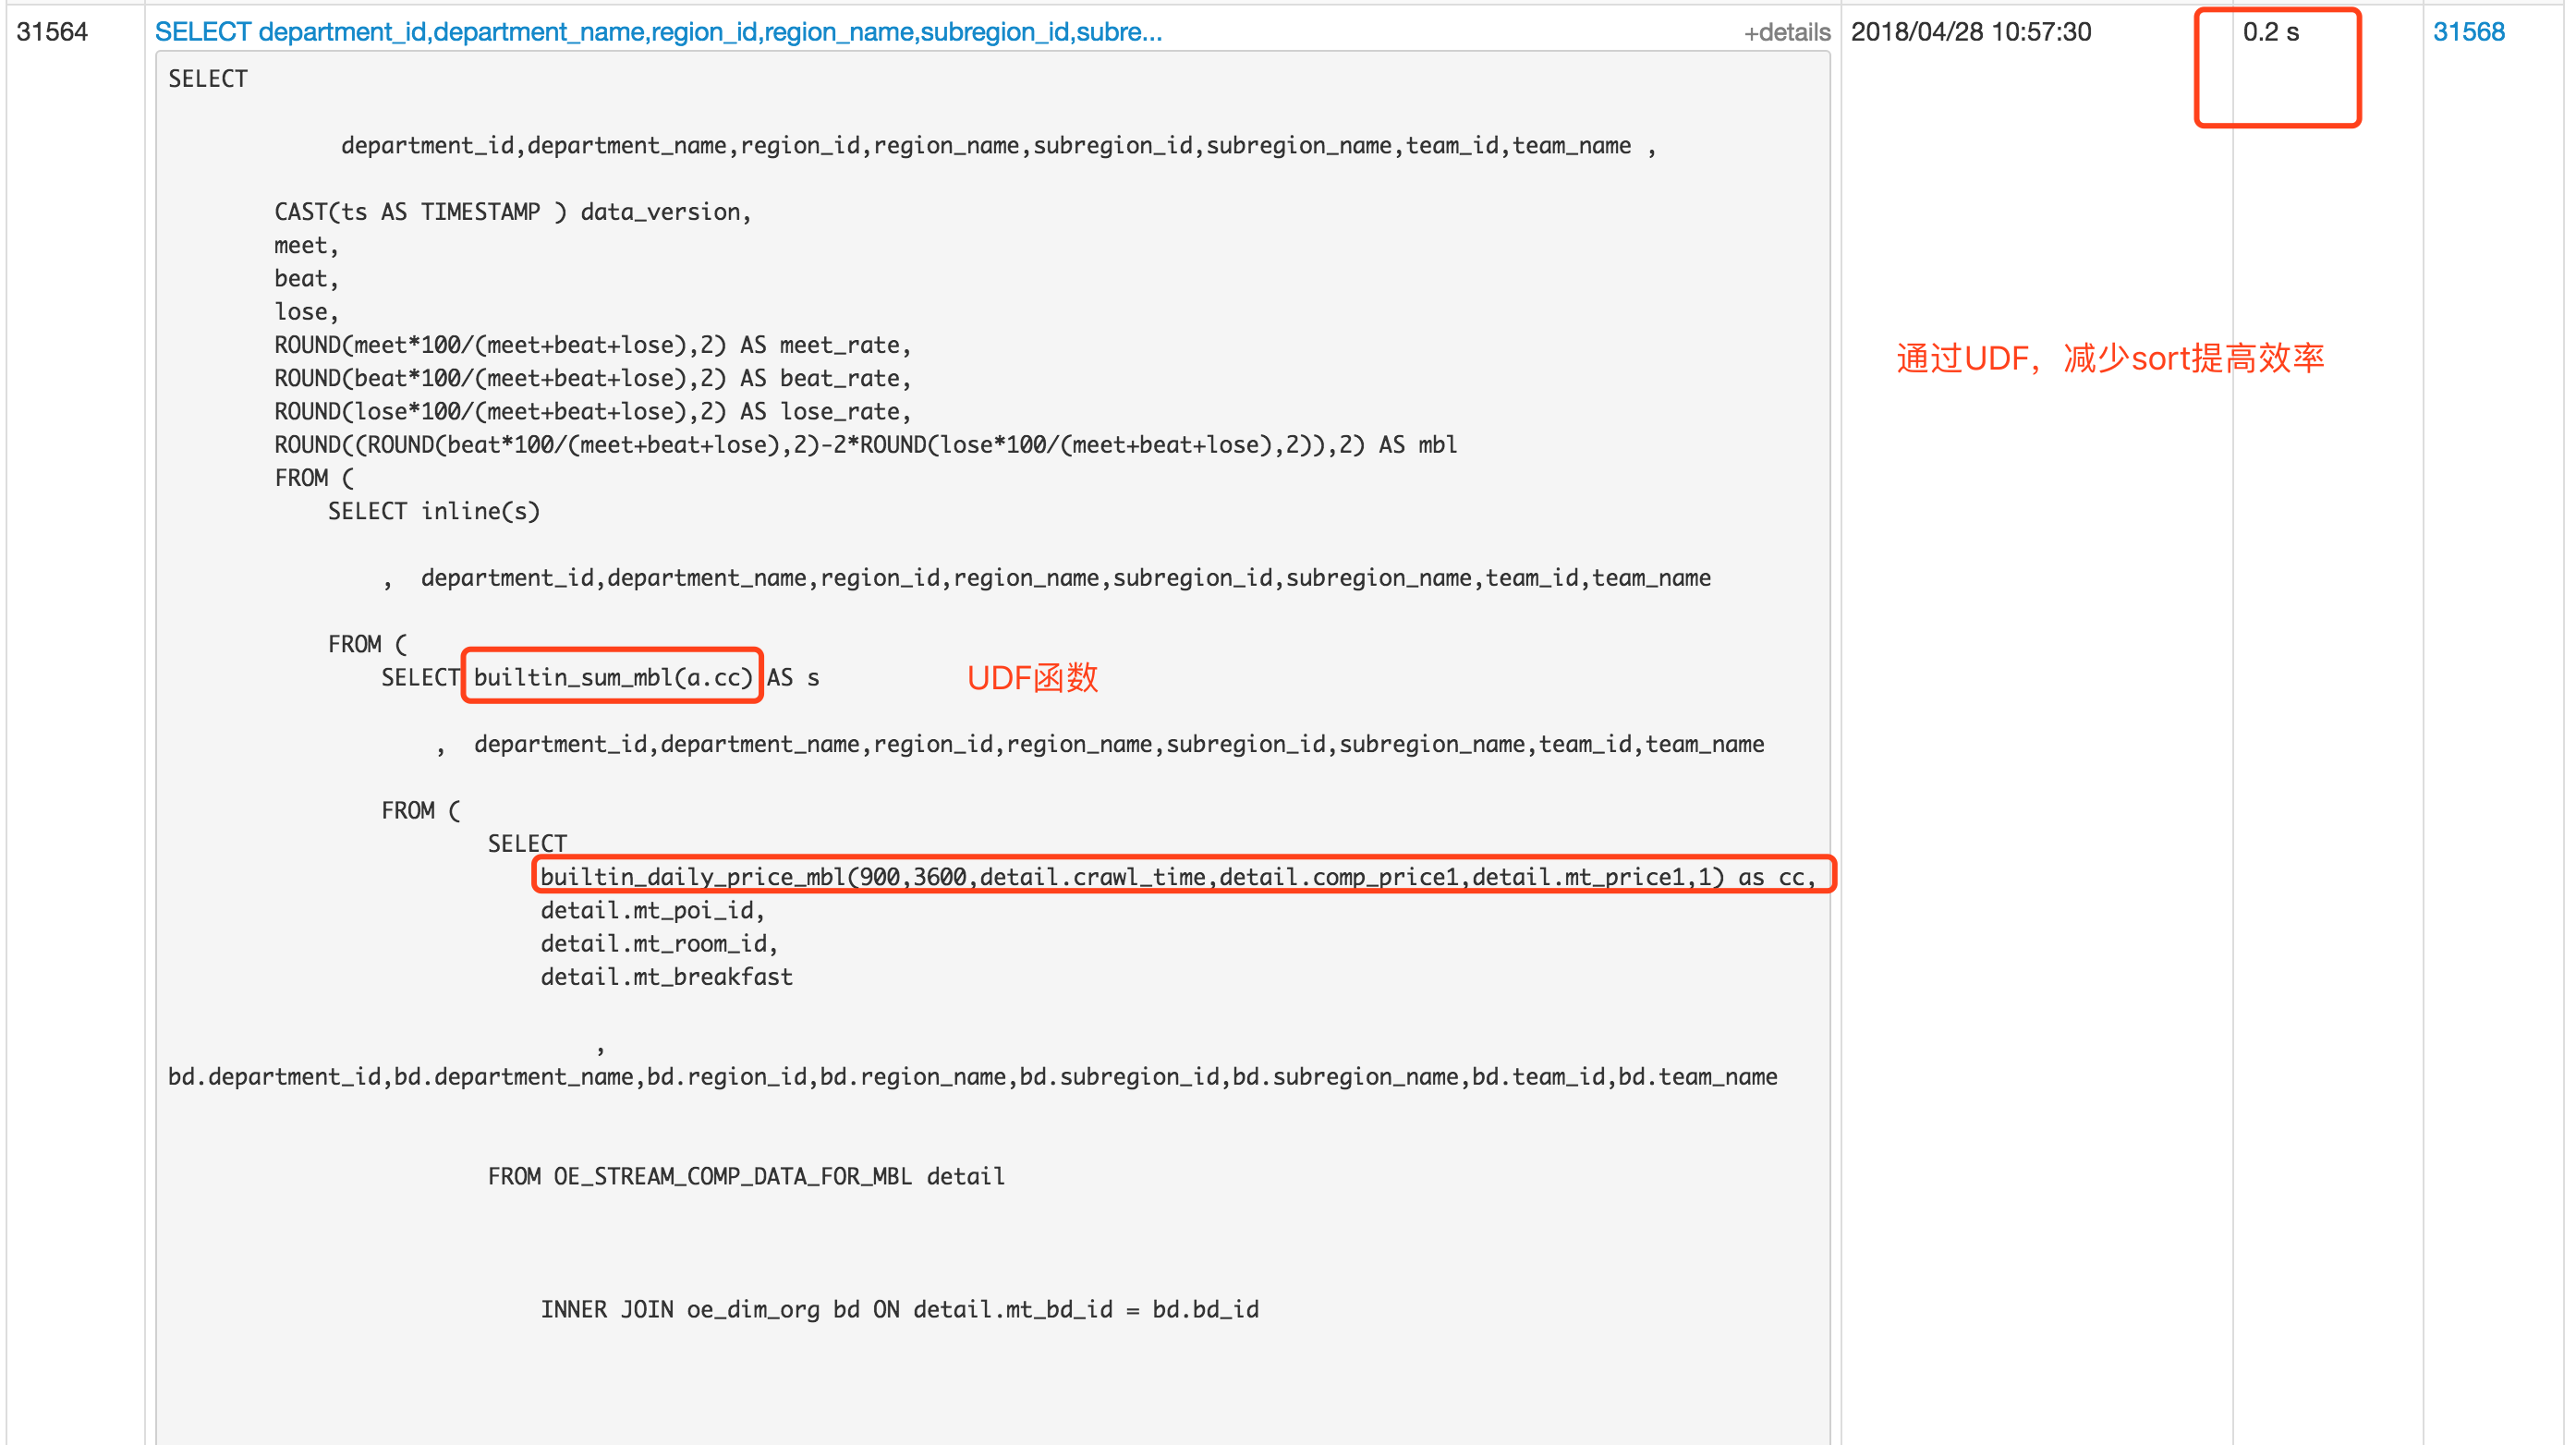 31564 SELECT department_id,department_name,region_id,region_name,subregion_id,subre... +details 2018/04/28 10:57:30 0.2 s 31568
SELECT
department_id,department_name,region_id,region_name,subregion_id,subregion_name,team_id,team_name ,
CAST(ts AS TIMESTAMP ) data_version,
meet,
beat,
lose,
ROUND(meet*100/(meet+beat+lose),2) AS meet_rate,
通过UDF，减少sort提高效率
ROUND(beat*100/(meet+beat+lose),2) AS beat_rate,
ROUND(lose*100/(meet+beat+lose),2) AS lose_rate,
ROUND((ROUND(beat*100/(meet+beat+lose),2)-2*ROUND(lose*100/(meet+beat+lose),2)),2) AS mbl
FROM (
SELECT inline(s)
, department_id,department_name,region_id,region_name,subregion_id,subregion_name,team_id,team_name
FROM (
SELECT builtin_sum_mbl(a.cc) AS s UDF函数
, department_id,department_name,region_id,region_name,subregion_id,subregion_name,team_id,team_name
FROM (
SELECT
builtin_daily_price_mbl(900,3600,detail.crawl_time,detail.comp_price1,detail.mt_price1,1) as cc,
detail.mt_poi_id,
detail.mt_room_id,
detail.mt_breakfast
,
bd.department_id,bd.department_name,bd.region_id,bd.region_name,bd.subregion_id,bd.subregion_name,bd.team_id,bd.team_name
FROM OE_STREAM_COMP_DATA_FOR_MBL detail
INNER JOIN oe_dim_org bd ON detail.mt_bd_id = bd.bd_id